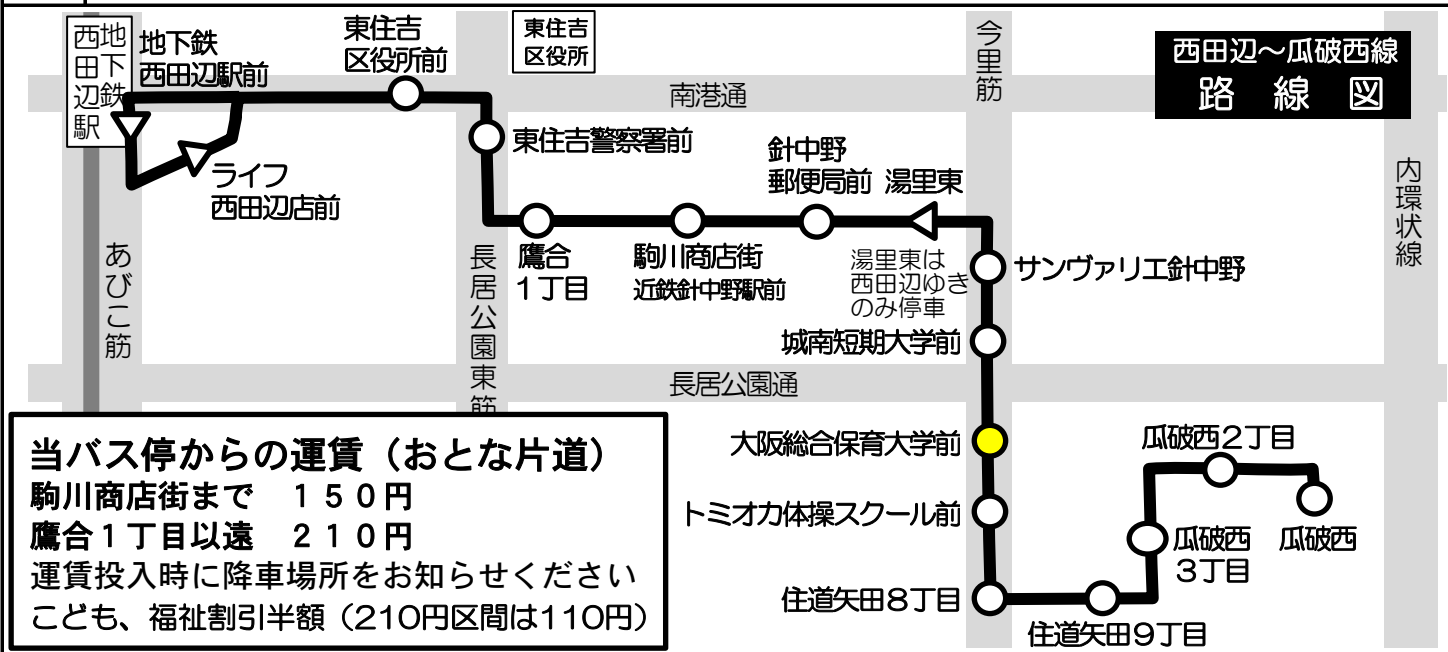 西田辺～瓜破西線
路線図
地下鉄
西田辺駅
地下鉄
西田辺駅前
東住吉
区役所前
東住吉
区役所
今里筋
南港通
東住吉警察署前
針中野
郵便局前
湯里東
内環状線
ライフ
西田辺店前
あびこ筋
長居公園東筋
鷹合
1丁目
駒川商店街
近鉄針中野駅前
湯里東は
西田辺ゆき
のみ停車
サンヴァリエ針中野
城南短期大学前
長居公園通
大阪総合保育大学前
瓜破西2丁目
トミオカ体操スクール前
瓜破西
3丁目
瓜破西
住道矢田8丁目
住道矢田9丁目
当バス停からの運賃（おとな片道）
駒川商店街まで　１５０円
鷹合１丁目以遠　２１０円
運賃投入時に降車場所をお知らせください
こども、福祉割引半額（210円区間は110円）